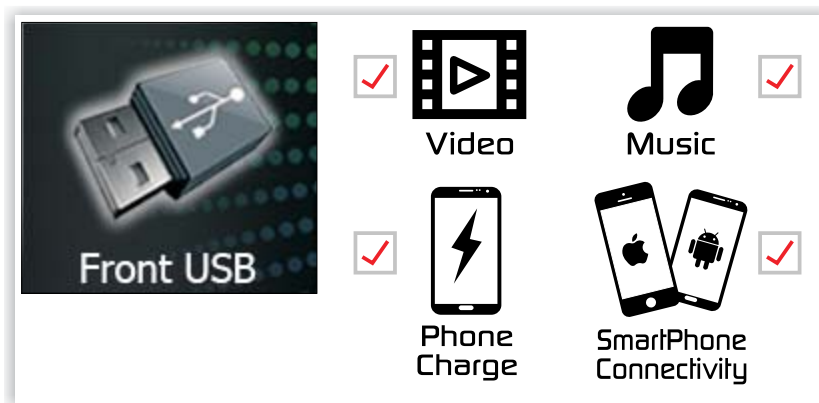 Front USB
Video
Music
Phone
Charge
SmartPhone
Connectivity